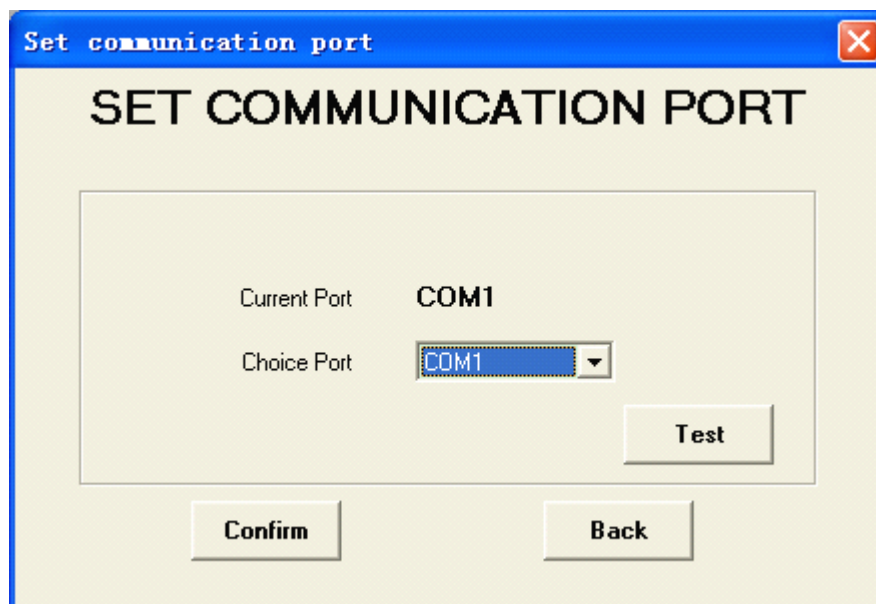 Set communication port
SET COMMUNICATION PORT
Current Port COM1
Choice Port COM1
Test
Confirm Back